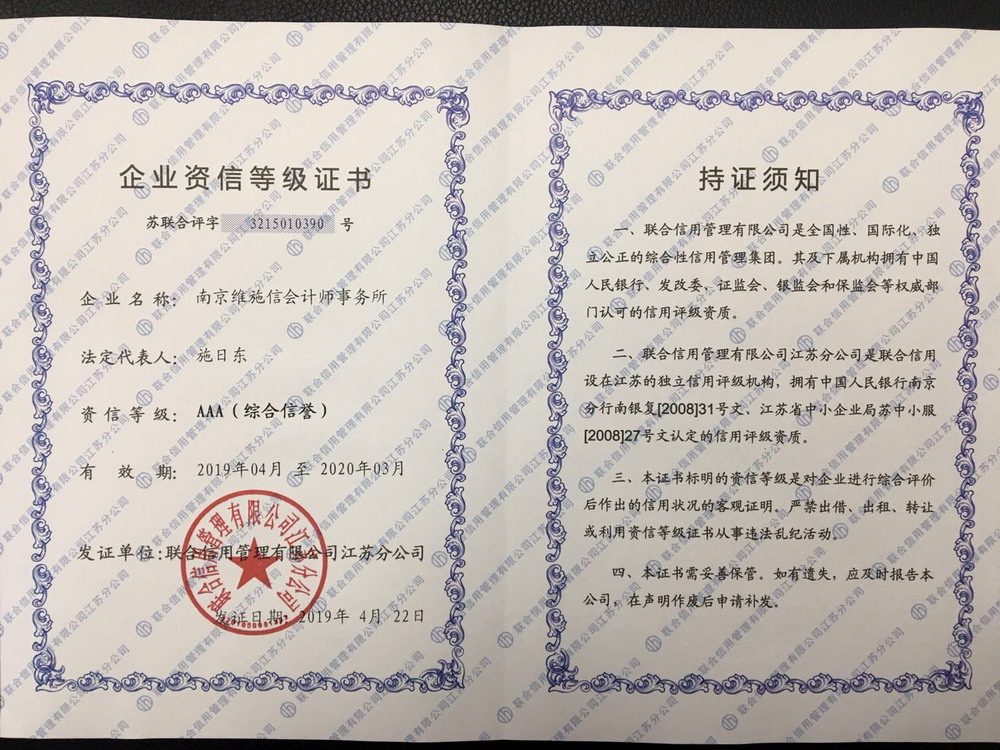 企业资信等级证书
苏联合评字 3215010390 号
企业名称: 南京维施信会计师事务所
法定代表人: 施日东
资信等级: AAA（综合信誉）
有效期: 2019年04月 至 2020年03月
发证单位:联合信用管理有限公司江苏分公司
发证日期: 2019年 4月 22日
联合信用管理有限公司江苏分公司
持证须知
一、联合信用管理有限公司是全国性、国际化、独
立公正的综合性信用管理集团。其及下属机构拥有中国
人民银行、发改委、证监会、银监会和保监会等权威部
门认可的信用评级资质。
二、联合信用管理有限公司江苏分公司是联合信用
设在江苏的独立信用评级机构，拥有中国人民银行南京
分行南银复[2008]31号文、江苏省中小企业局苏中小服
[2008]27号文认定的信用评级资质。
三、本证书标明的资信等级是对企业进行综合评价
后作出的信用状况的客观证明。严禁出借、出租、转让
或利用资信等级证书从事违法乱纪活动。
四、本证书需妥善保管。如有遗失，应及时报告本
公司，在声明作废后申请补发。